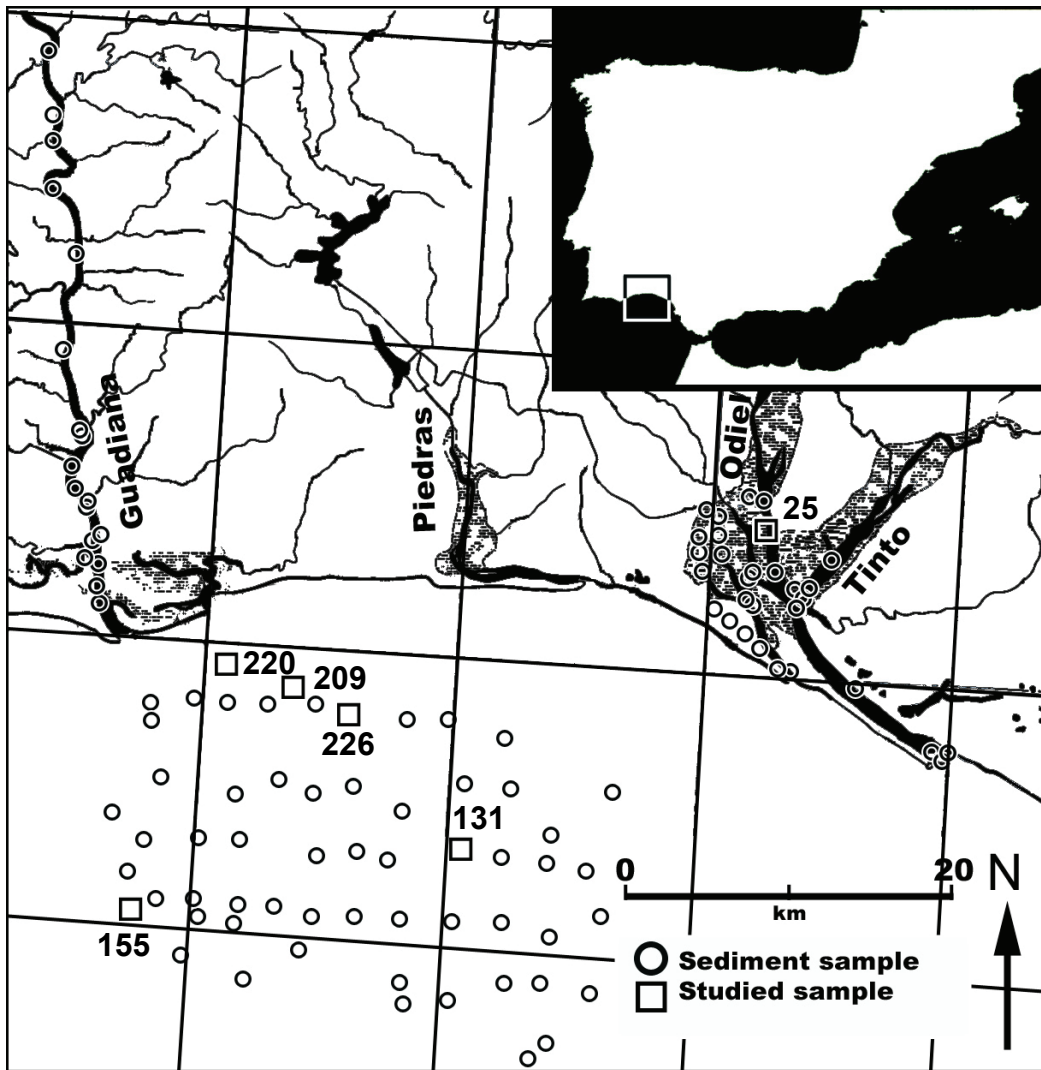 Odiel
Guadiana
Piedras
25
Tinto
220
209
226
131
155
0
20
N
km
Sediment sample
Studied sample